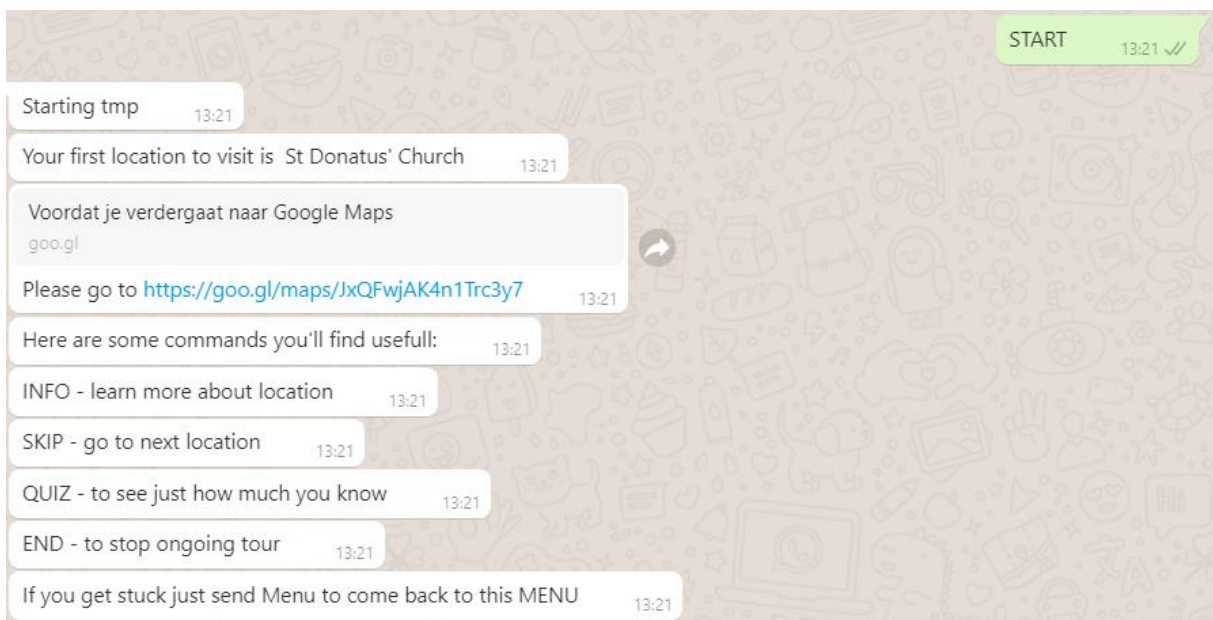 START 13:21
Starting tmp 13:21
Your first location to visit is  St Donatus' Church 13:21
Voordat je verdergaat naar Google Maps
goo.gl
Please go to https://goo.gl/maps/JxQFwjAK4n1Trc3y7 13:21
Here are some commands you'll find usefull: 13:21
INFO - learn more about location 13:21
SKIP - go to next location 13:21
QUIZ - to see just how much you know 13:21
END - to stop ongoing tour 13:21
If you get stuck just send Menu to come back to this MENU 13:21